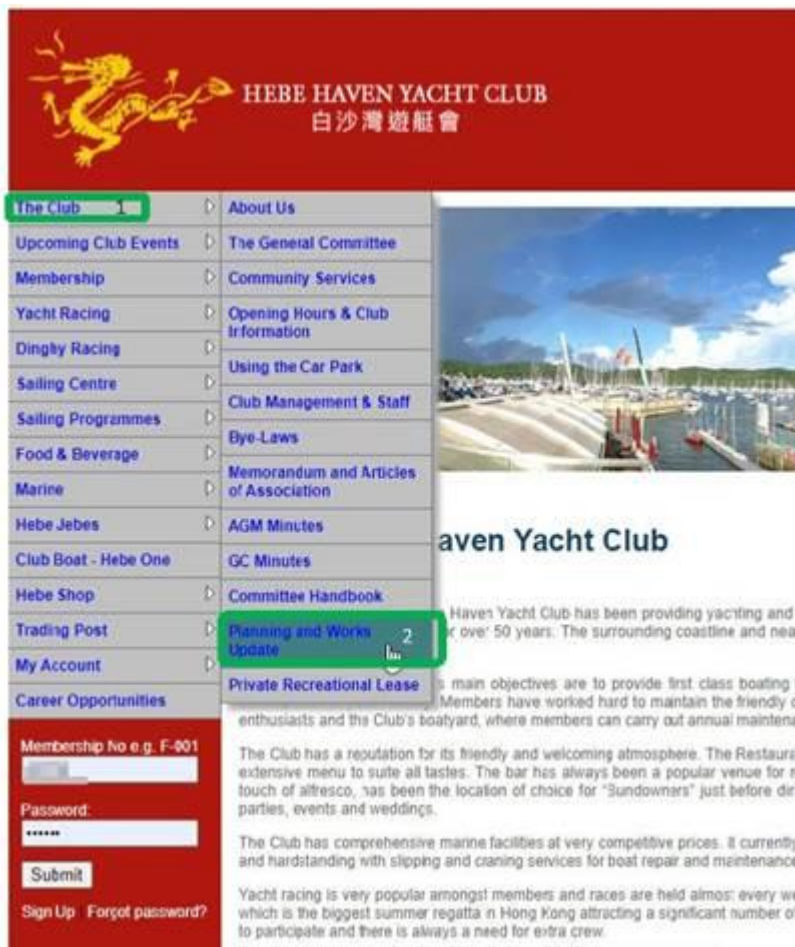 HEBE HAVEN YACHT CLUB
白沙灣遊艇會
The Club 1
Upcoming Club Events
Membership
Yacht Racing
Dinghy Racing
Sailing Centre
Sailing Programmes
Food & Beverage
Marine
Hebe Jebes
Club Boat - Hebe One
Hebe Shop
Trading Post
My Account
Career Opportunities
About Us
The General Committee
Community Services
Opening Hours & Club
Information
Using the Car Park
Club Management & Staff
Bye-Laws
Memorandum and Articles
of Association
AGM Minutes
GC Minutes
Committee Handbook
Planning and Works 2
Update
Private Recreational Lease
Membership No e.g. F-001
Password:
••••••
Submit
Sign Up Forgot password?
aven Yacht Club
Haven Yacht Club has been providing yachting and
r over 50 years. The surrounding coastline and nea
s main objectives are to provide first class boating
Members have worked hard to maintain the friendly
enthusiasts and the Club's boatyard, where members can carry out annual maintena
The Club has a reputation for its friendly and welcoming atmosphere. The Restaura
extensive menu to suite all tastes. The bar has always been a popular venue for
touch of alfresco, has been the location of choice for "Sundowners" just before
parties, events and weddings.
The Club has comprehensive marine facilities at very competitive prices. It currently
and hardstanding with slipping and craning services for boat repair and maintenance
Yacht racing is very popular amongst members and races are held almost every we
which is the biggest summer regatta in Hong Kong attracting a significant number of
to participate and there is always a need for extra crew.